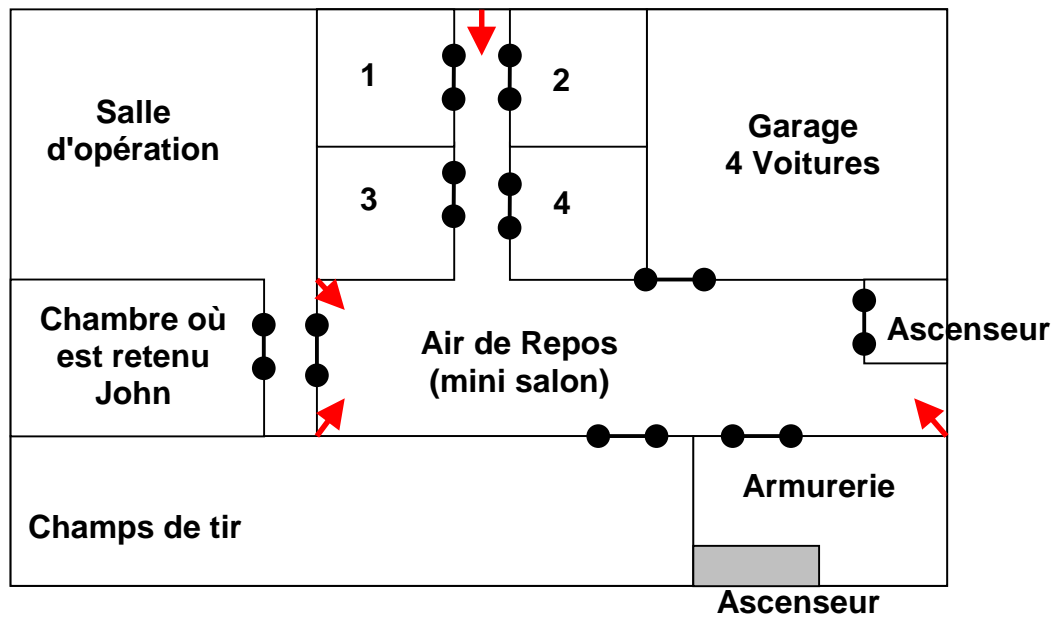 1
2
Salle
d'opération
Garage
4 Voitures
3
4
Chambre où
est retenu
John
Air de Repos
(mini salon)
Ascenseur
Armurerie
Champs de tir
Ascenseur